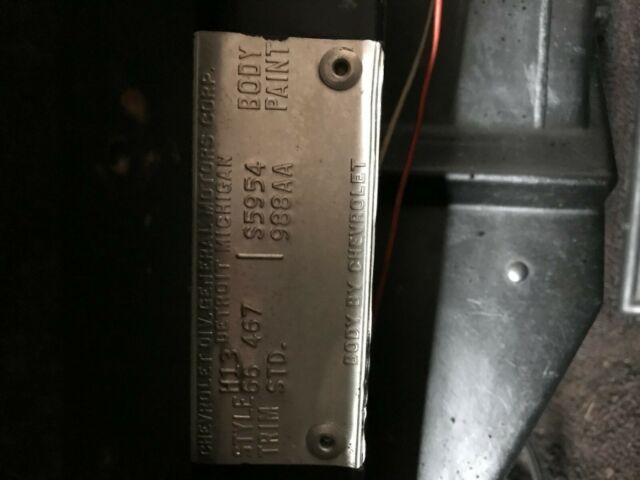 CHEVROLET DIV. GENERAL MOTORS CORP.
H13 DETROIT MICHIGAN
STYLE 66 467 S5954 BODY
TRIM STD. 988AA PAINT
BODY BY CHEVROLET